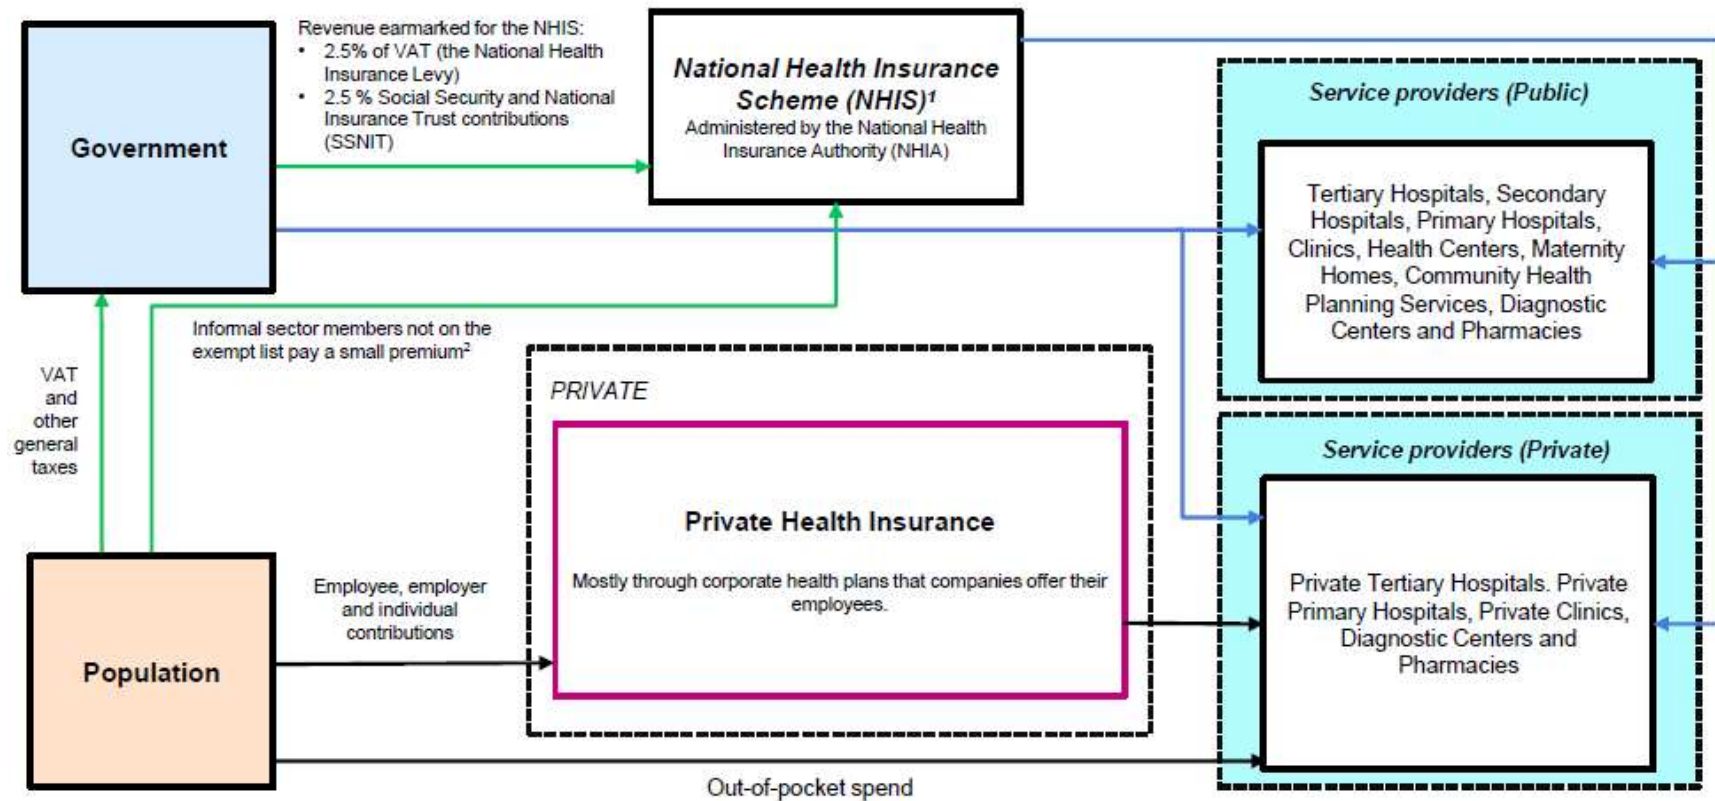 Government
Revenue earmarked for the NHIS:
• 2.5% of VAT (the National Health
Insurance Levy)
• 2.5 % Social Security and National
Insurance Trust contributions
(SSNIT)
National Health Insurance
Scheme (NHIS)¹
Administered by the National Health
Insurance Authority (NHIA)
Service providers (Public)
Tertiary Hospitals, Secondary
Hospitals, Primary Hospitals,
Clinics, Health Centers, Maternity
Homes, Community Health
Planning Services, Diagnostic
Centers and Pharmacies
Informal sector members not on the
exempt list pay a small premium²
VAT
and
other
general
taxes
PRIVATE
Private Health Insurance
Mostly through corporate health plans that companies offer their
employees.
Service providers (Private)
Private Tertiary Hospitals. Private
Primary Hospitals, Private Clinics,
Diagnostic Centers and
Pharmacies
Population
Employee, employer
and individual
contributions
Out-of-pocket spend